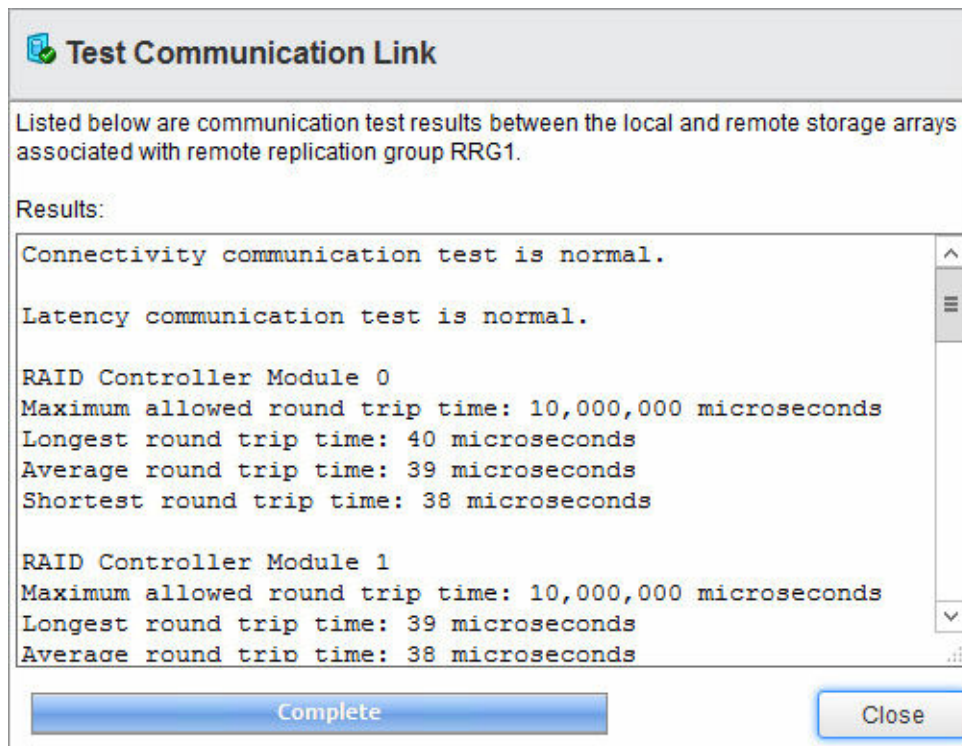 Test Communication Link
Listed below are communication test results between the local and remote storage arrays
associated with remote replication group RRG1.
Results:
Connectivity communication test is normal.
Latency communication test is normal.
RAID Controller Module 0
Maximum allowed round trip time: 10,000,000 microseconds
Longest round trip time: 40 microseconds
Average round trip time: 39 microseconds
Shortest round trip time: 38 microseconds
RAID Controller Module 1
Maximum allowed round trip time: 10,000,000 microseconds
Longest round trip time: 39 microseconds
Average round trip time: 38 microseconds
Complete
Close